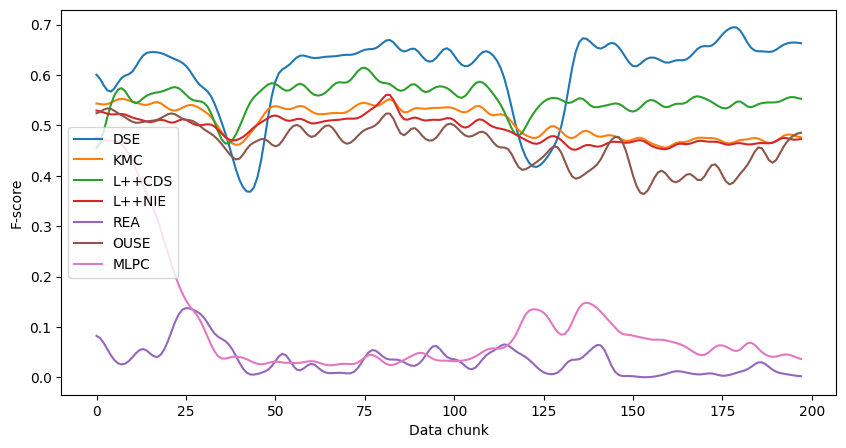 0.7
0.6
0.5
0.4
0.3
0.2
0.1
0.0
F-score
DSE
KMC
L++CDS
L++NIE
REA
OUSE
MLPC
0 25 50 75 100 125 150 175 200
Data chunk